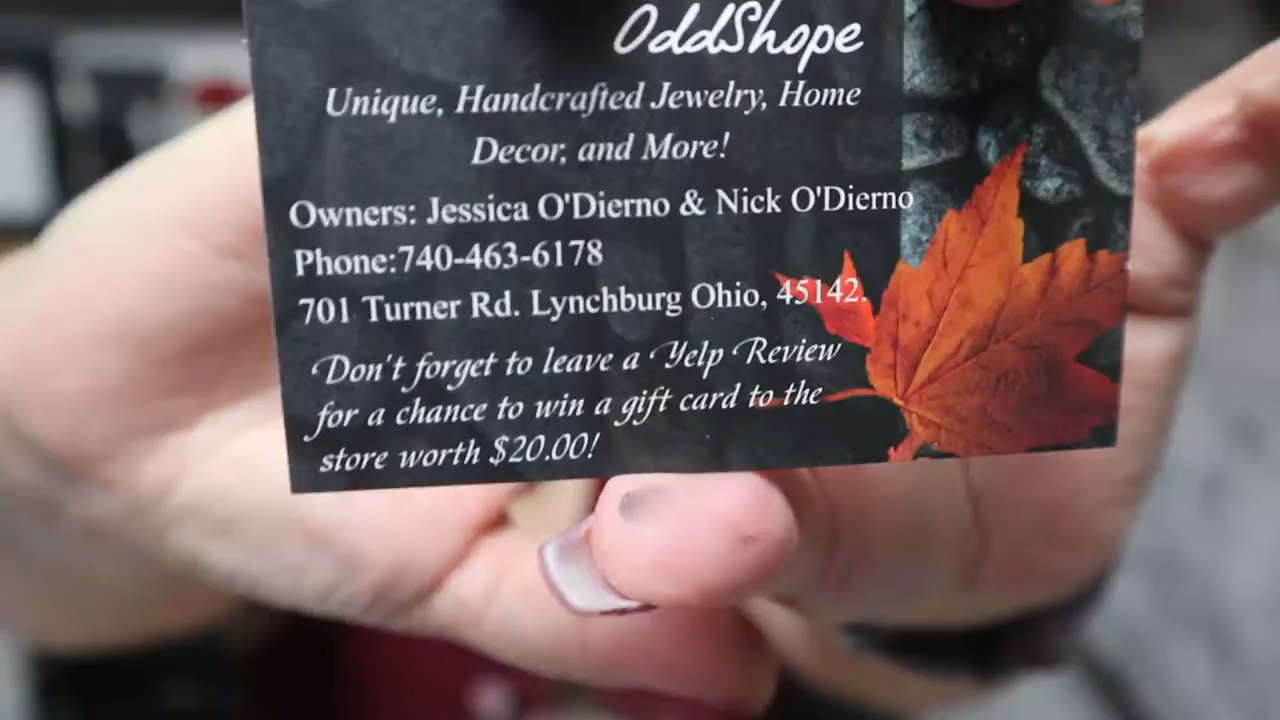 OddShope
Unique, Handcrafted Jewelry, Home
Decor, and More!
Owners: Jessica O'Dierno & Nick O'Dierno
Phone:740-463-6178
701 Turner Rd. Lynchburg Ohio, 45142.
Don't forget to leave a Yelp Review
for a chance to win a gift card to the
store worth $20.00!